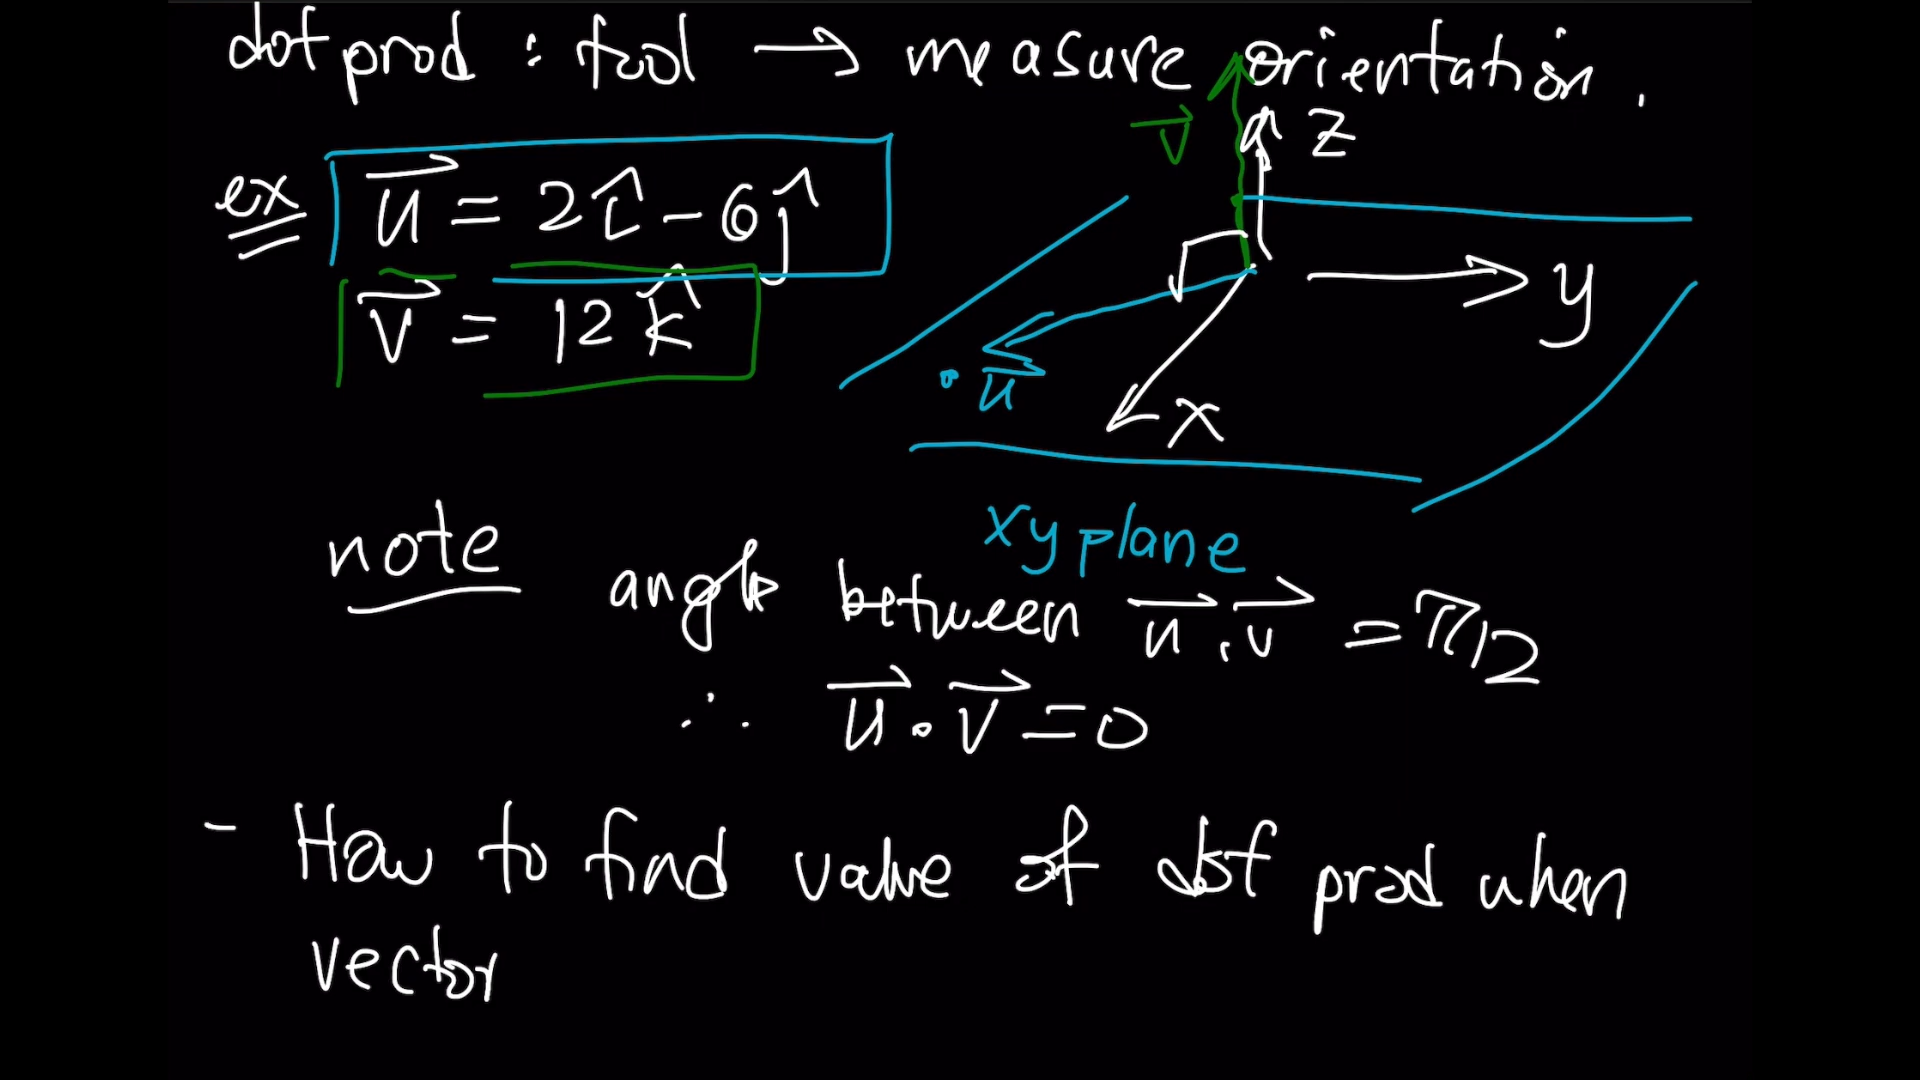 dot prod : tool → measure orientation.
ex u⃗ = 2î - 6ĵ
v⃗ = 12k̂
v⃗
z
y
u⃗
x
xy plane
note angle between u⃗, v⃗ = π/2
∴ u⃗ • v⃗ = 0
- How to find value of dot prod when
vector